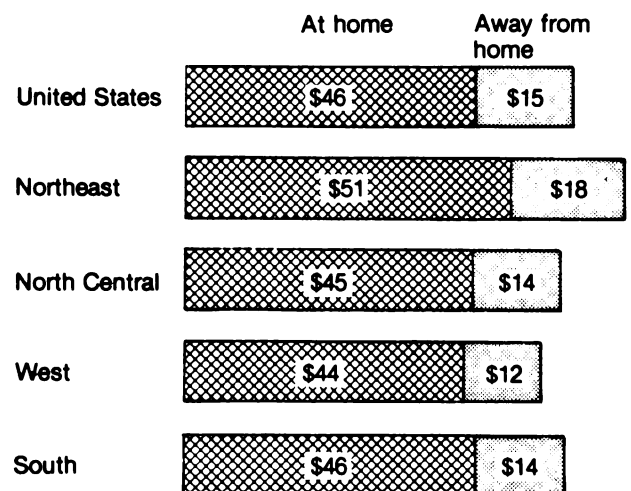 At home Away from
home
United States $46 $15
Northeast $51 $18
North Central $45 $14
West $44 $12
South $46 $14